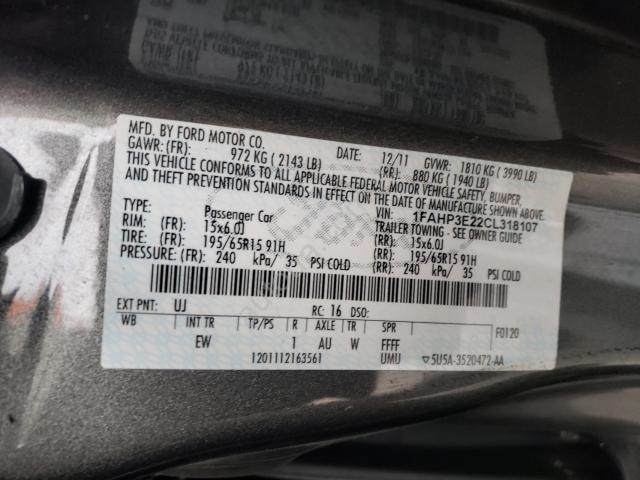 MFD. BY FORD MOTOR CO.
DATE: 12/11 GVWR: 1810 KG ( 3990 LB)
GAWR: (FR): 972 KG ( 2143 LB) (RR): 880 KG ( 1940 LB)
THIS VEHICLE CONFORMS TO ALL APPLICABLE FEDERAL MOTOR VEHICLE SAFETY, BUMPER,
AND THEFT PREVENTION STANDARDS IN EFFECT ON THE DATE OF MANUFACTURE SHOWN ABOVE.
VIN: 1FAHP3E22CL318107
TYPE: Passenger Car TRAILER TOWING - SEE OWNER GUIDE
RIM: (FR): 15x6.0J (RR): 15x6.0J
TIRE: (FR): 195/65R15 91H (RR): 195/65R15 91H
PRESSURE: (FR): 240 kPa/ 35 PSI COLD (RR): 240 kPa/ 35 PSI COLD
EXT PNT: UJ RC: 16 DSO: F0120
WB INT TR TP/PS R AXLE TR SPR
EW 1 AU W FFFF
1201112163561 UMU ▽5U5A-3520472-AA